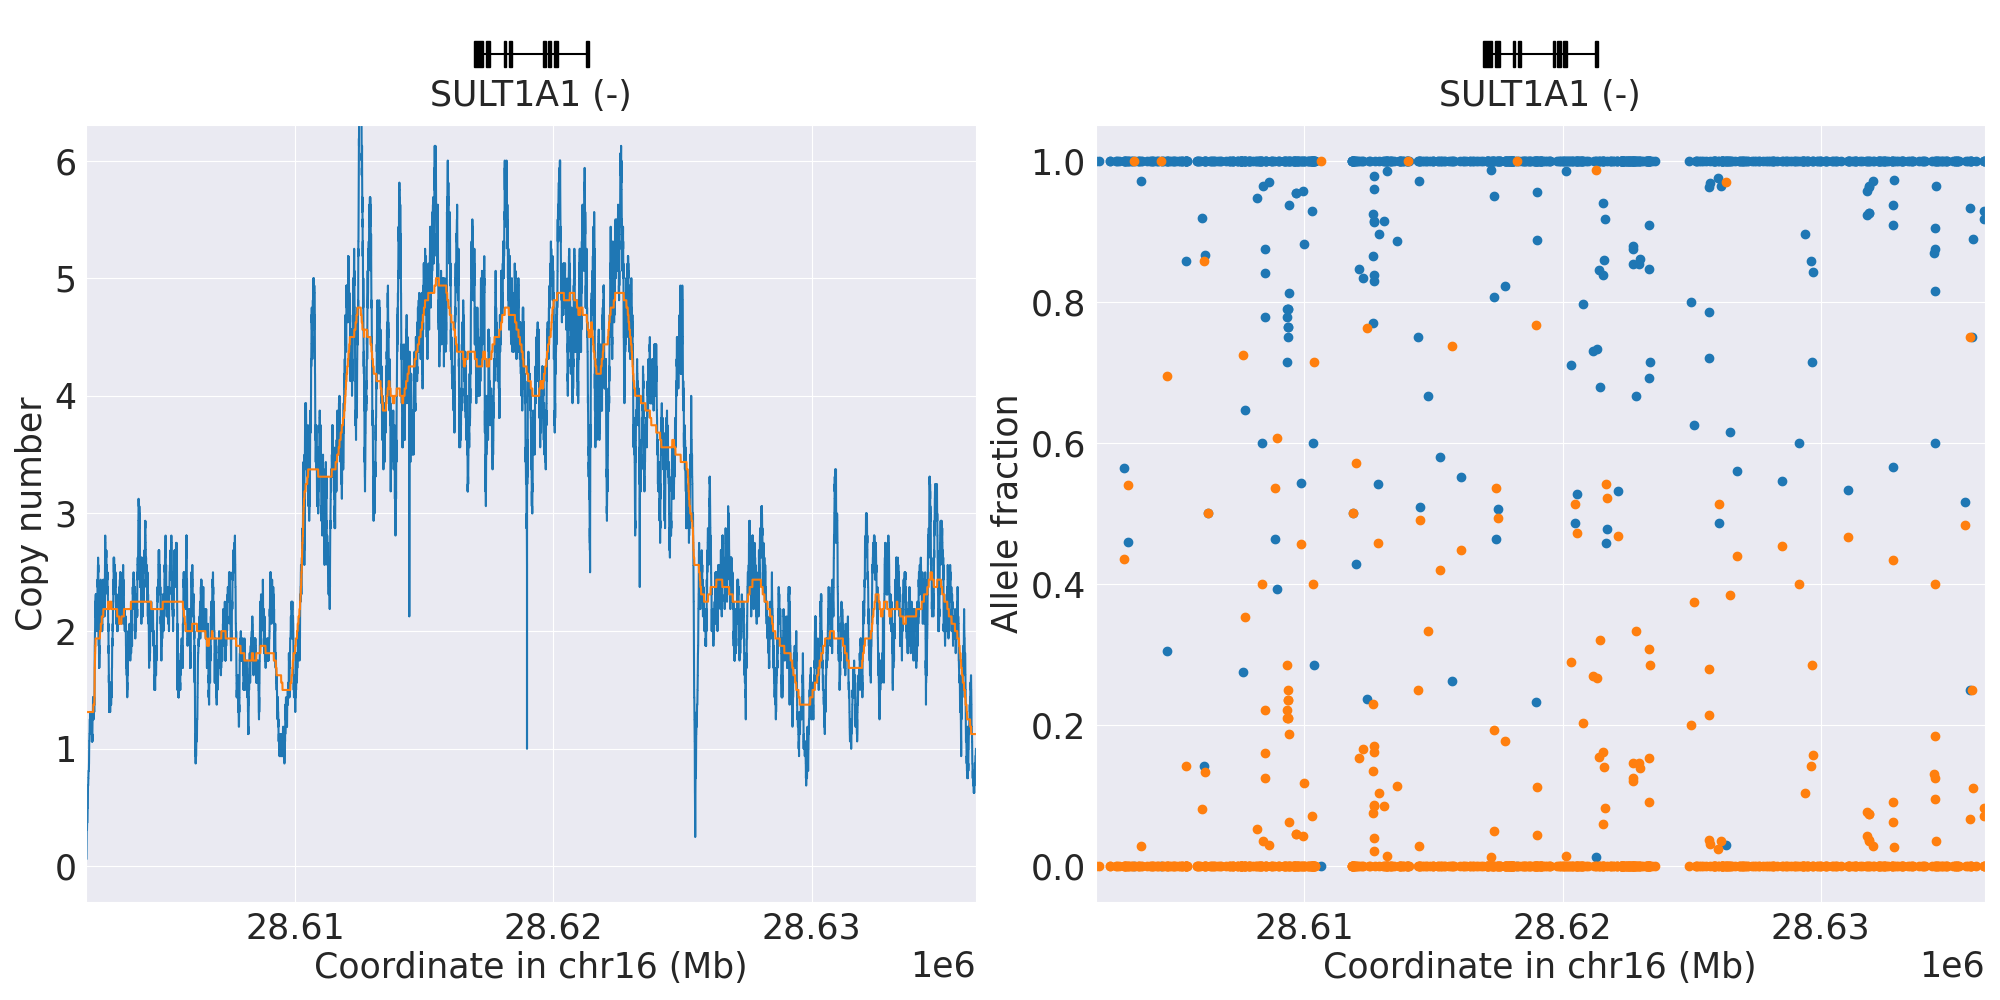 SULT1A1 (-)
6
5
4
3
2
1
0
Copy number
28.61 28.62 28.63
Coordinate in chr16 (Mb) 1e6
SULT1A1 (-)
1.0
0.8
0.6
0.4
0.2
0.0
Allele fraction
28.61 28.62 28.63
Coordinate in chr16 (Mb) 1e6